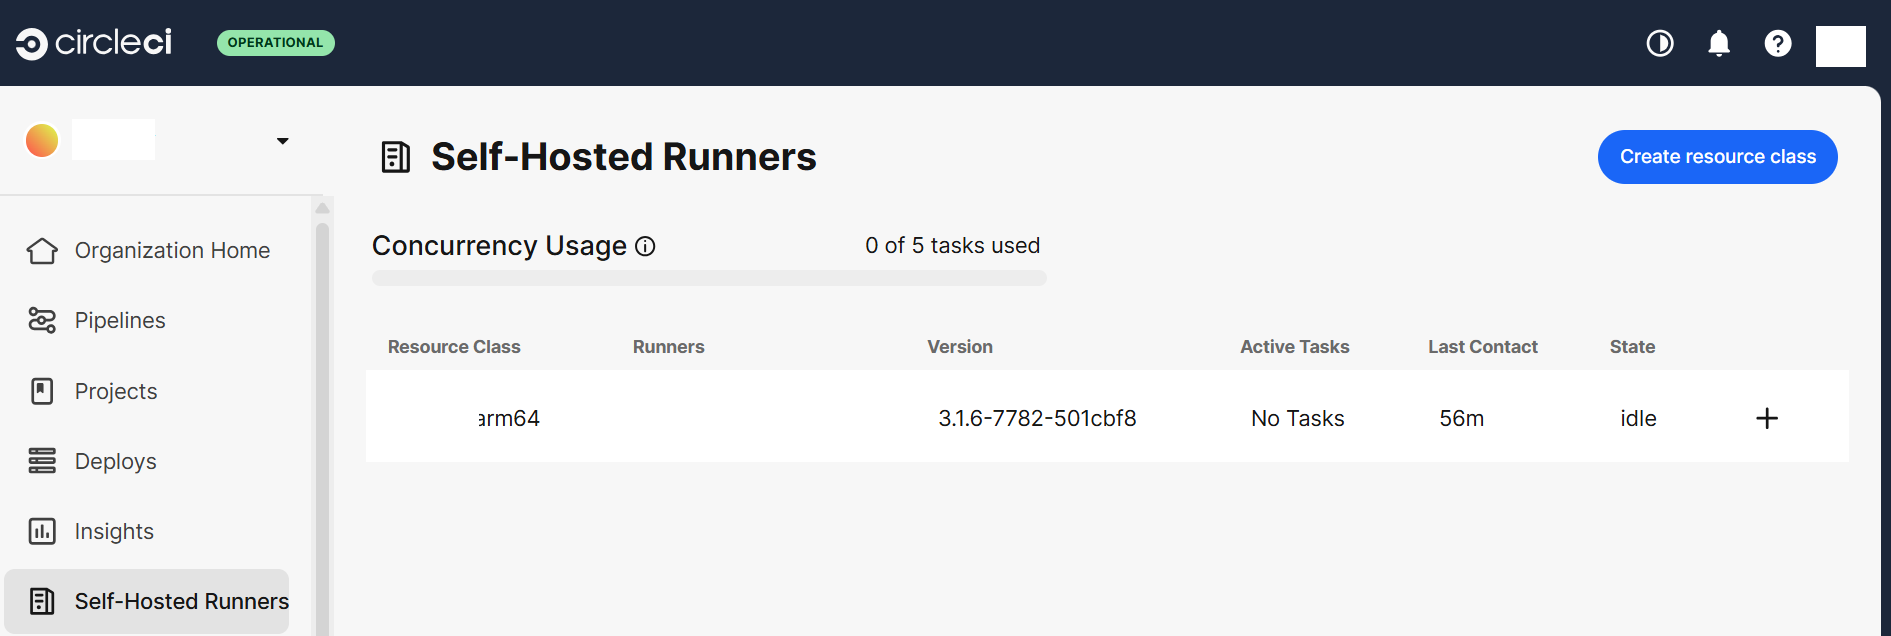 circleci OPERATIONAL
Self-Hosted Runners
Create resource class
Concurrency Usage 0 of 5 tasks used
Organization Home
Pipelines
Projects
Deploys
Insights
Self-Hosted Runners
Resource Class Runners Version Active Tasks Last Contact State
arm64 3.1.6-7782-501cbf8 No Tasks 56m idle